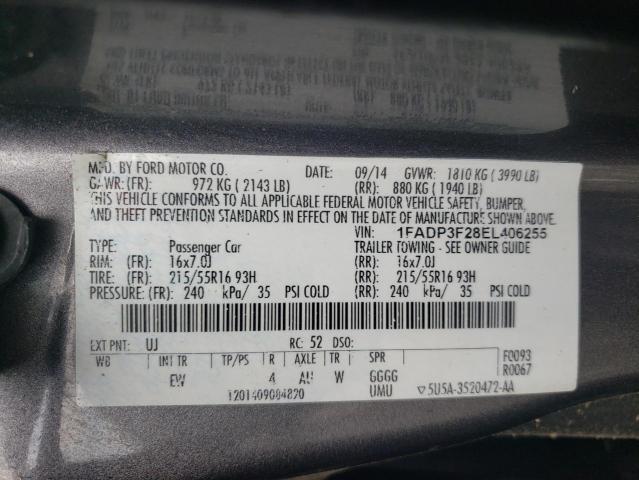 MFD. BY FORD MOTOR CO. DATE: 09/14 GVWR: 1810 KG ( 3990 LB)
GAWR: (FR): 972 KG ( 2143 LB) (RR): 880 KG ( 1940 LB)
THIS VEHICLE CONFORMS TO ALL APPLICABLE FEDERAL MOTOR VEHICLE SAFETY, BUMPER,
AND THEFT PREVENTION STANDARDS IN EFFECT ON THE DATE OF MANUFACTURE SHOWN ABOVE.
VIN: 1FADP3F28EL406255
TYPE: Passenger Car TRAILER TOWING - SEE OWNER GUIDE
RIM: (FR): 16x7.0J (RR): 16x7.0J
TIRE: (FR): 215/55R16 93H (RR): 215/55R16 93H
PRESSURE: (FR): 240 kPa/ 35 PSI COLD (RR): 240 kPa/ 35 PSI COLD
EXT PNT: UJ RC: 52 DSO:
WB INT TR TP/PS R AXLE TR SPR F0093
R0067
EW 4 AU W GGGG
1201409084820 UMU ▽5U5A-3520472-AA